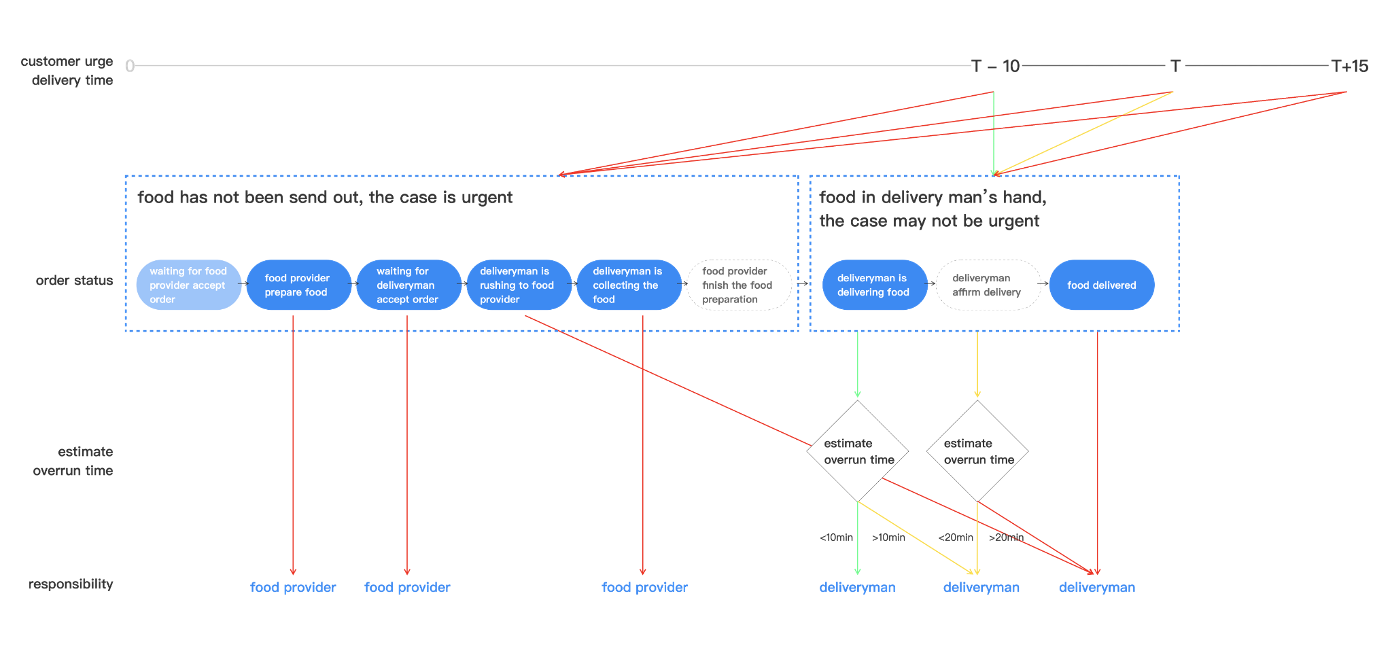 customer urge
delivery time
0
T – 10
T
T+15
food has not been send out, the case is urgent
food in delivery man's hand,
the case may not be urgent
order status
waiting for food
provider accept
order
food provider
prepare food
waiting for
deliveryman
accept order
deliveryman is
rushing to food
provider
deliveryman is
collecting the
food
food provider
fnish the food
preparation
deliveryman is
delivering food
deliveryman
affirm delivery
food delivered
estimate
overrun time
estimate
overrun time
estimate
overrun time
<10min
>10min
<20min
>20min
responsibility
food provider
food provider
food provider
deliveryman
deliveryman
deliveryman